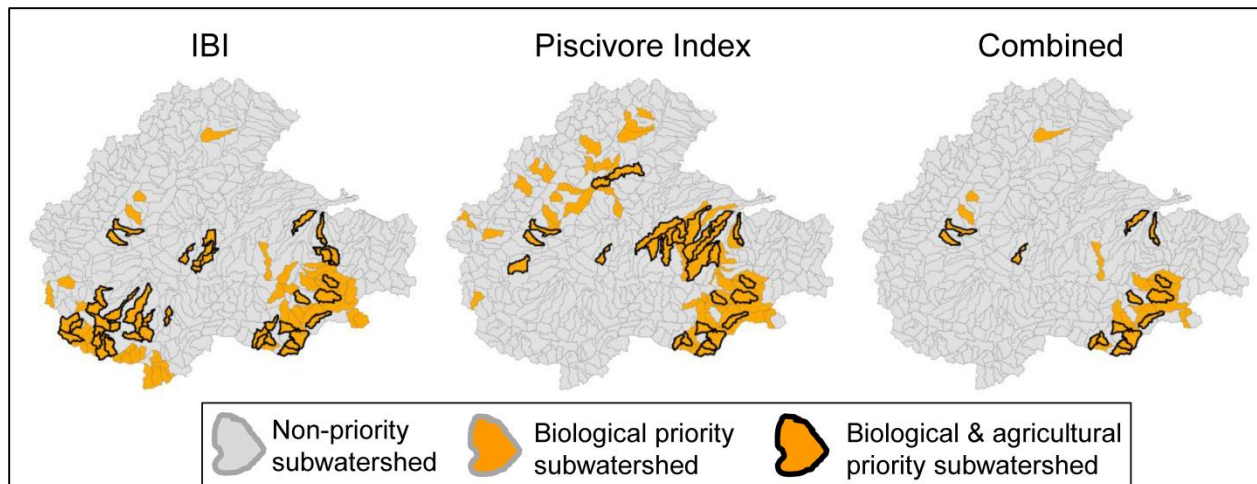 IBI
Piscivore Index
Combined
Non-priority
subwatershed
Biological priority
subwatershed
Biological & agricultural
priority subwatershed